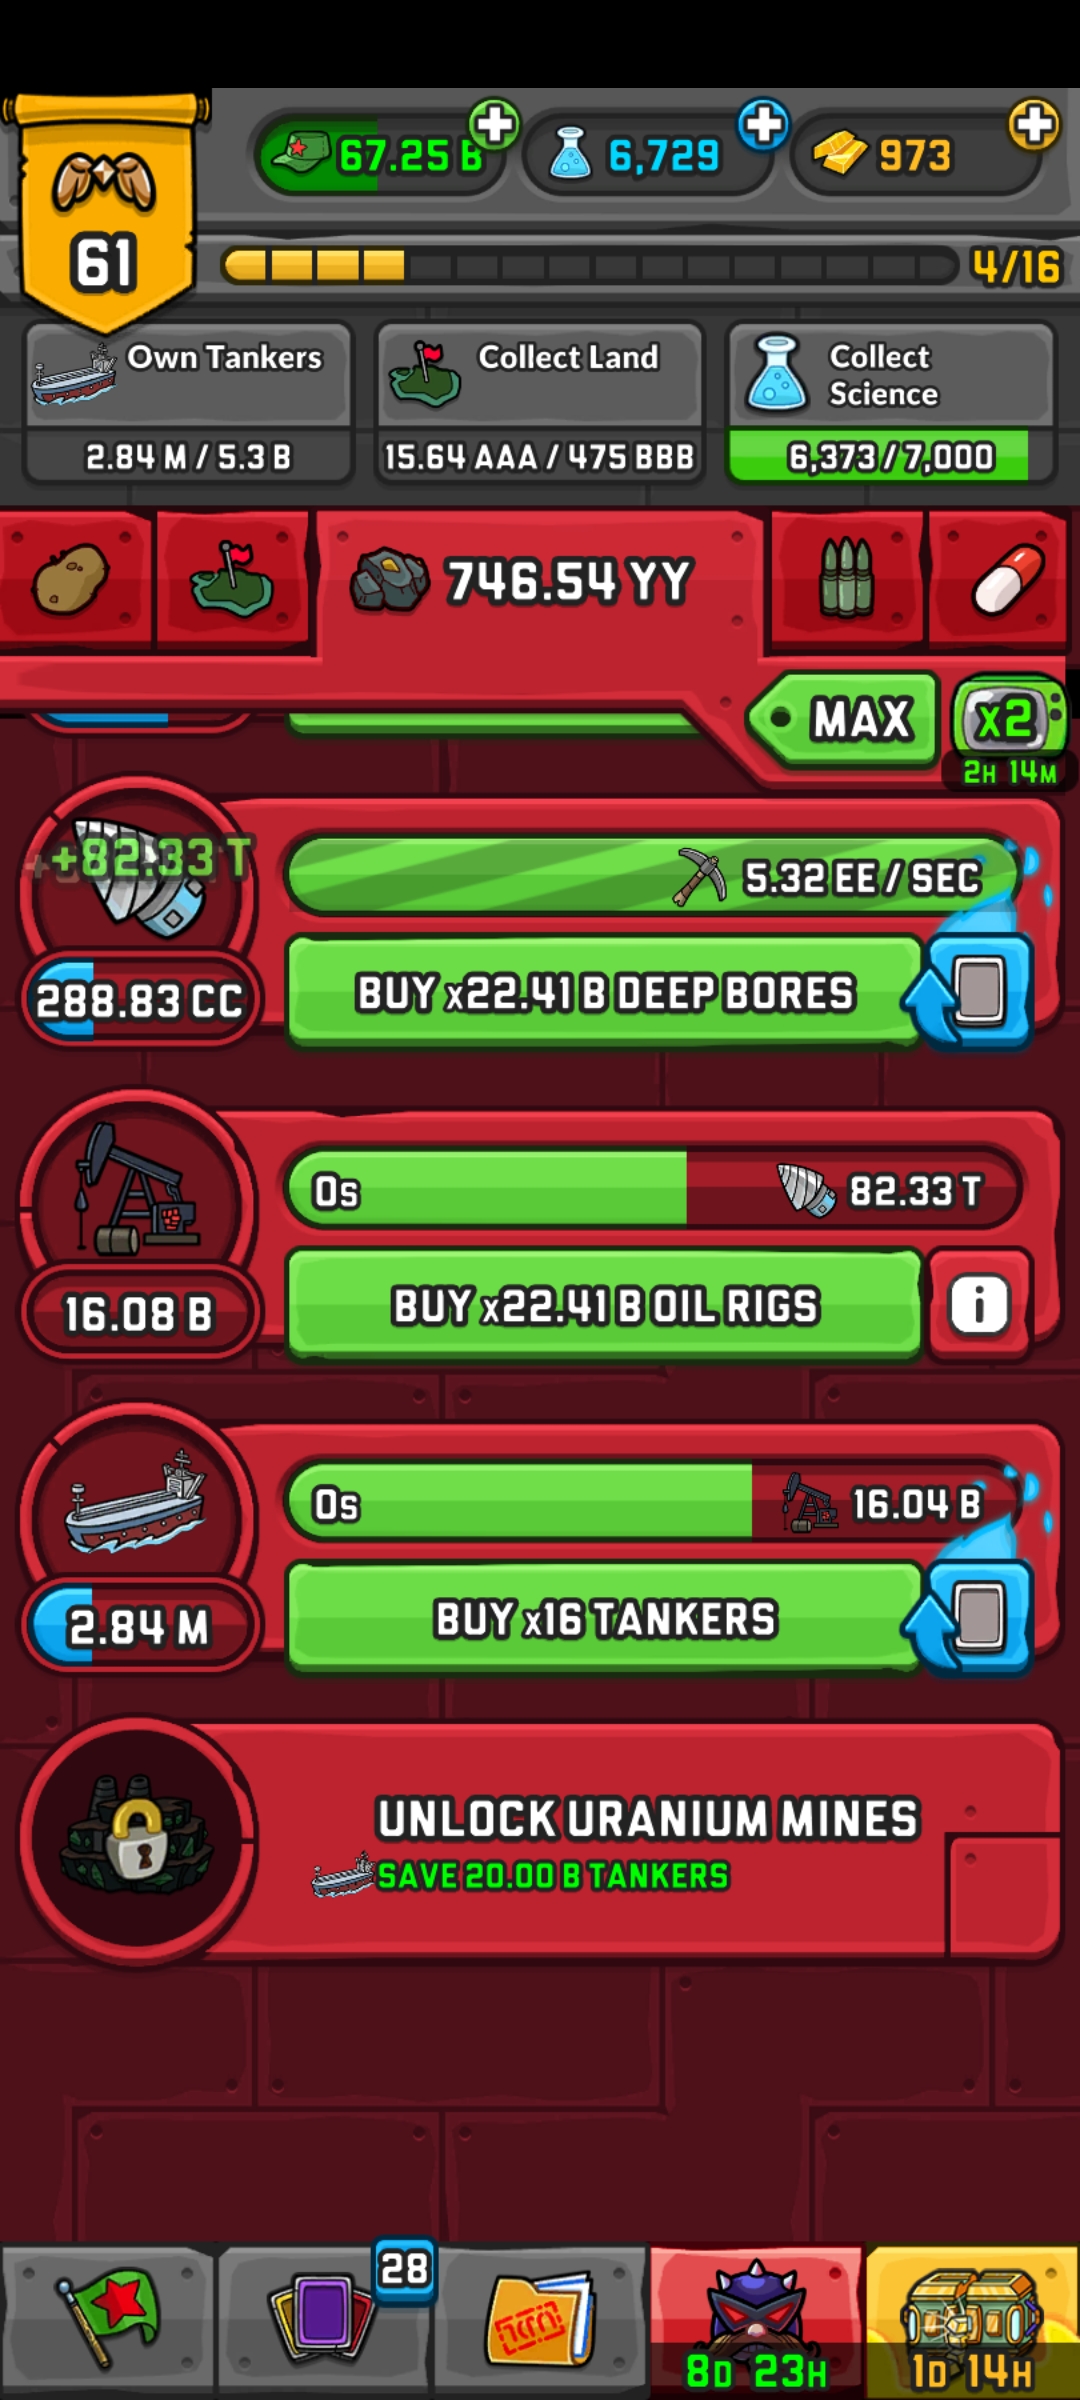 67.25 B
6,729
973
61
4/16
Own Tankers
2.84 M / 5.3 B
Collect Land
15.64 AAA / 475 BBB
Collect
Science
6,373 / 7,000
746.54 YY
MAX
x2
2H 14M
+82.33 T
5.32 EE / SEC
288.83 CC
BUY x22.41 B DEEP BORES
0s
82.33 T
16.08 B
BUY x22.41 B OIL RIGS
i
0s
16.04 B
2.84 M
BUY x16 TANKERS
UNLOCK URANIUM MINES
SAVE 20.00 B TANKERS
28
8D 23H
1D 14H